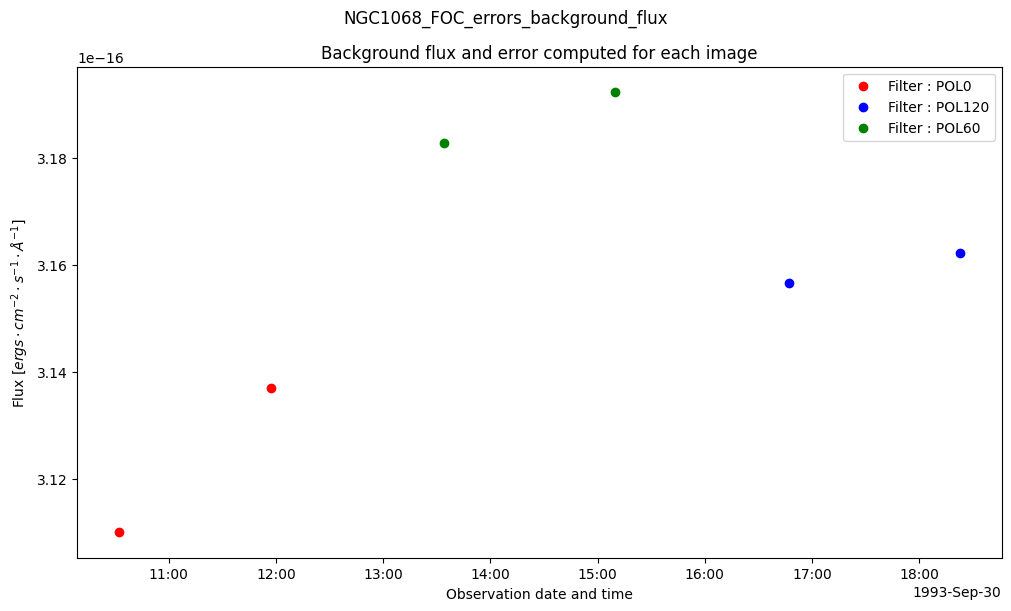 NGC1068_FOC_errors_background_flux
Background flux and error computed for each image
1e−16
Filter : POL0
Filter : POL120
Filter : POL60
3.18
3.16
3.14
3.12
Flux [ergs · cm⁻² · s⁻¹ · Å⁻¹]
11:00 12:00 13:00 14:00 15:00 16:00 17:00 18:00
1993-Sep-30
Observation date and time